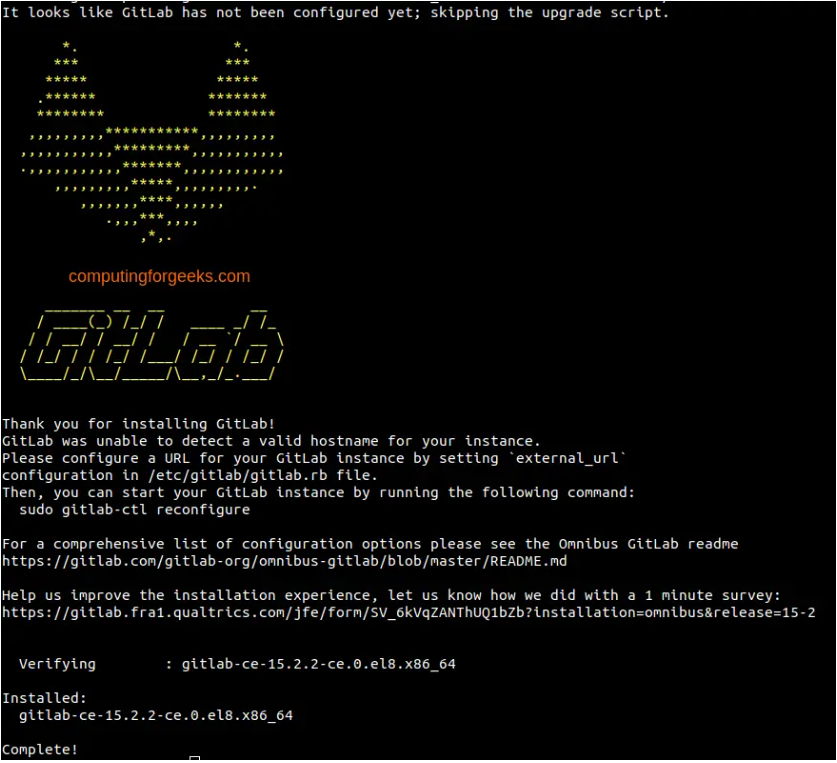 It looks like GitLab has not been configured yet; skipping the upgrade script.
computingforgeeks.com
GitLab
Thank you for installing GitLab!
GitLab was unable to detect a valid hostname for your instance.
Please configure a URL for your GitLab instance by setting `external_url`
configuration in /etc/gitlab/gitlab.rb file.
Then, you can start your GitLab instance by running the following command:
sudo gitlab-ctl reconfigure
For a comprehensive list of configuration options please see the Omnibus GitLab readme
https://gitlab.com/gitlab-org/omnibus-gitlab/blob/master/README.md
Help us improve the installation experience, let us know how we did with a 1 minute survey:
https://gitlab.fra1.qualtrics.com/jfe/form/SV_6kVqZANThUQ1bZb?installation=omnibus&release=15-2
Verifying : gitlab-ce-15.2.2-ce.0.el8.x86_64
Installed:
gitlab-ce-15.2.2-ce.0.el8.x86_64
Complete!